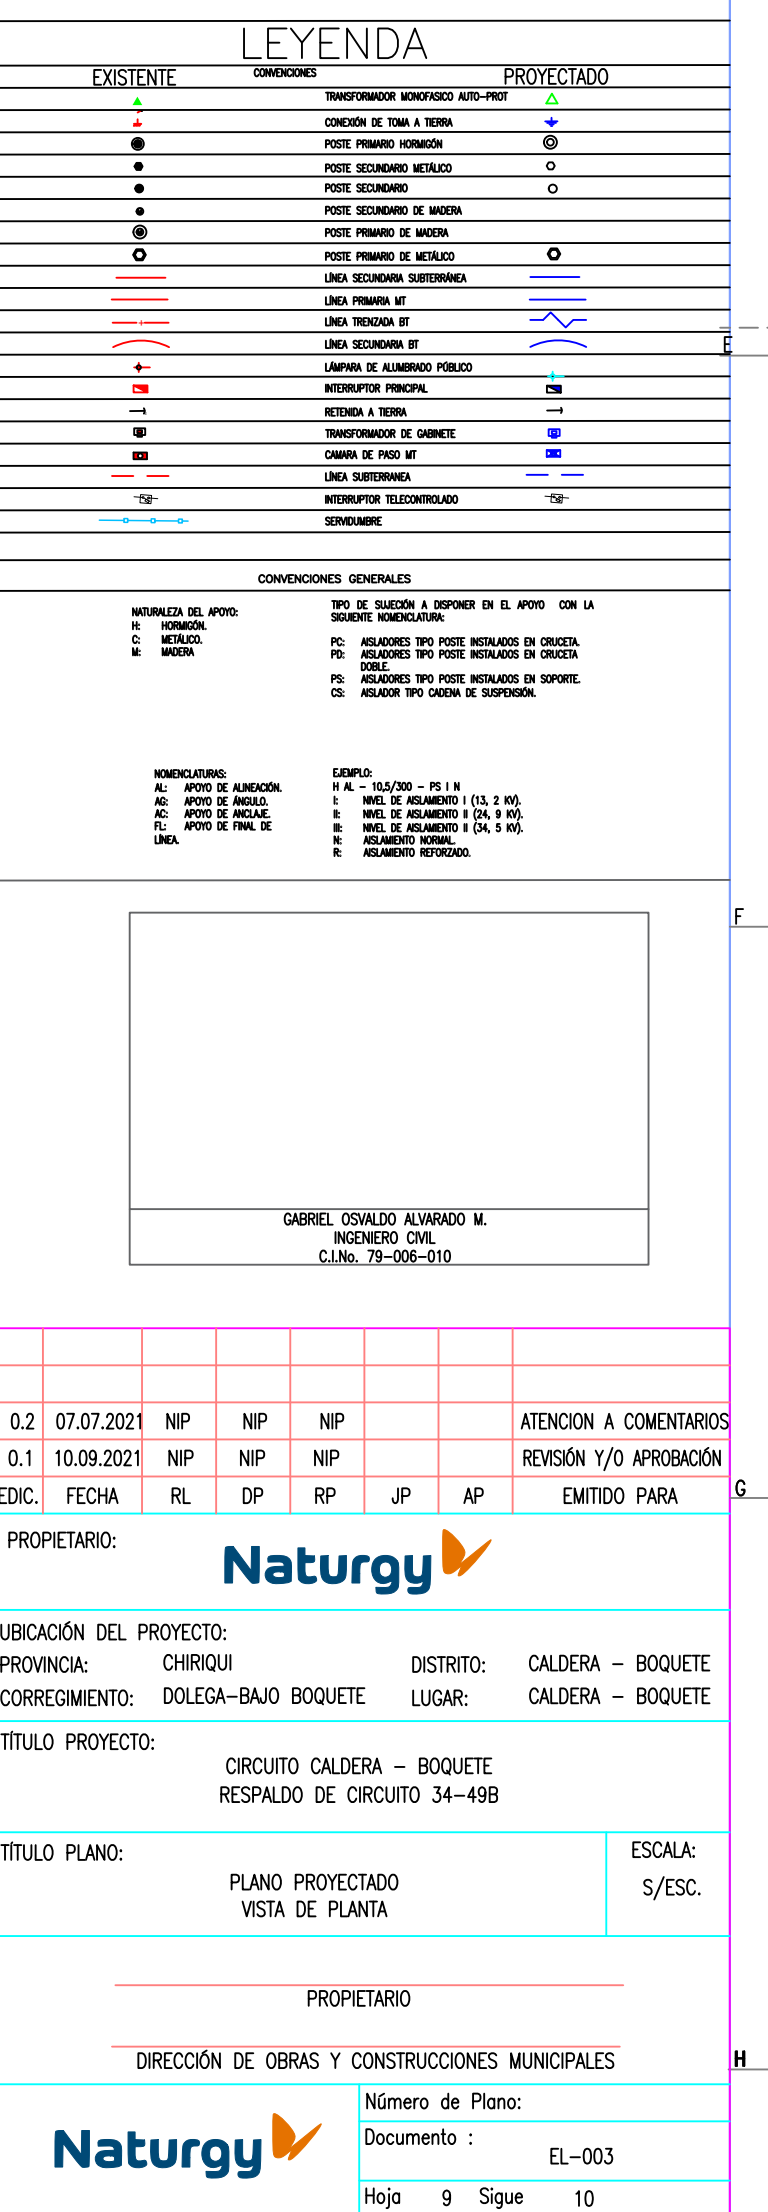 LEYENDA
EXISTENTE CONVENCIONES PROYECTADO
TRANSFORMADOR MONOFASICO AUTO-PROT
CONEXIÓN DE TOMA A TIERRA
POSTE PRIMARIO HORMIGÓN
POSTE SECUNDARIO METÁLICO
POSTE SECUNDARIO
POSTE SECUNDARIO DE MADERA
POSTE PRIMARIO DE MADERA
POSTE PRIMARIO DE METÁLICO
LÍNEA SECUNDARIA SUBTERRÁNEA
LÍNEA PRIMARIA MT
LÍNEA TRENZADA BT
LÍNEA SECUNDARIA BT
E
LÁMPARA DE ALUMBRADO PÚBLICO
INTERRUPTOR PRINCIPAL
RETENIDA A TIERRA
TRANSFORMADOR DE GABINETE
CAMARA DE PASO MT
LÍNEA SUBTERRANEA
INTERRUPTOR TELECONTROLADO
SERVIDUMBRE
CONVENCIONES GENERALES
NATURALEZA DEL APOYO:
H: HORMIGÓN.
C: METÁLICO.
M: MADERA
TIPO DE SUJECIÓN A DISPONER EN EL APOYO CON LA
SIGUIENTE NOMENCLATURA:
PC: AISLADORES TIPO POSTE INSTALADOS EN CRUCETA.
PD: AISLADORES TIPO POSTE INSTALADOS EN CRUCETA
DOBLE.
PS: AISLADORES TIPO POSTE INSTALADOS EN SOPORTE.
CS: AISLADOR TIPO CADENA DE SUSPENSIÓN.
NOMENCLATURAS:
AL: APOYO DE ALINEACIÓN.
AG: APOYO DE ÁNGULO.
AC: APOYO DE ANCLAJE.
FL: APOYO DE FINAL DE
LÍNEA.
EJEMPLO:
H AL - 10,5/300 - PS I N
I: NIVEL DE AISLAMIENTO I (13, 2 KV).
II: NIVEL DE AISLAMIENTO II (24, 9 KV).
III: NIVEL DE AISLAMIENTO II (34, 5 KV).
N: AISLAMIENTO NORMAL.
R: AISLAMIENTO REFORZADO.
F
GABRIEL OSVALDO ALVARADO M.
INGENIERO CIVIL
C.I.No. 79-006-010
0.2 07.07.2021 NIP NIP NIP ATENCION A COMENTARIOS
0.1 10.09.2021 NIP NIP NIP REVISIÓN Y/O APROBACIÓN
EDIC. FECHA RL DP RP JP AP EMITIDO PARA
G
PROPIETARIO:
Naturgy
UBICACIÓN DEL PROYECTO:
PROVINCIA: CHIRIQUI DISTRITO: CALDERA - BOQUETE
CORREGIMIENTO: DOLEGA-BAJO BOQUETE LUGAR: CALDERA - BOQUETE
TÍTULO PROYECTO:
CIRCUITO CALDERA - BOQUETE
RESPALDO DE CIRCUITO 34-49B
TÍTULO PLANO:
PLANO PROYECTADO
VISTA DE PLANTA
ESCALA:
S/ESC.
PROPIETARIO
DIRECCIÓN DE OBRAS Y CONSTRUCCIONES MUNICIPALES
H
Naturgy
Número de Plano:
Documento :
EL-003
Hoja 9 Sigue 10